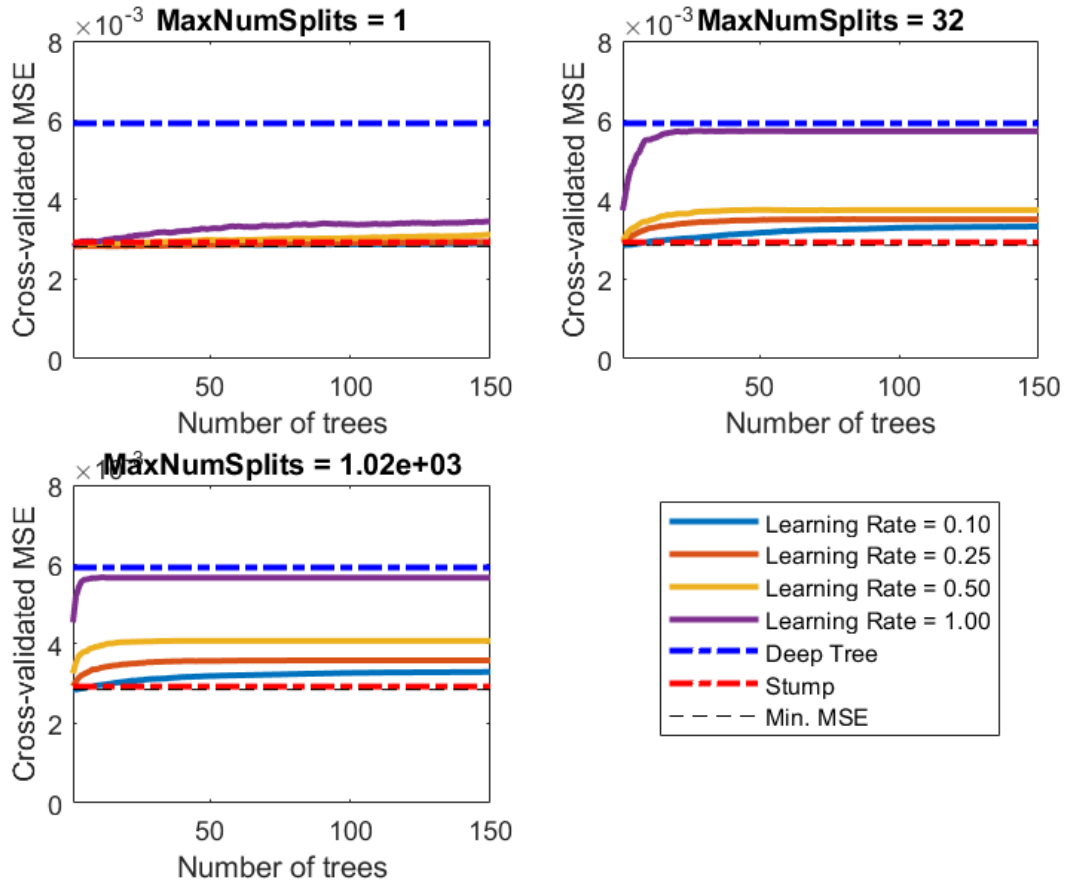 ×10⁻³ MaxNumSplits = 1
8
6
4
2
0
Cross-validated MSE
50 100 150
Number of trees
×10⁻³ MaxNumSplits = 32
8
6
4
2
0
Cross-validated MSE
50 100 150
Number of trees
×10⁻³ MaxNumSplits = 1.02e+03
8
6
4
2
0
Cross-validated MSE
50 100 150
Number of trees
Learning Rate = 0.10
Learning Rate = 0.25
Learning Rate = 0.50
Learning Rate = 1.00
Deep Tree
Stump
Min. MSE